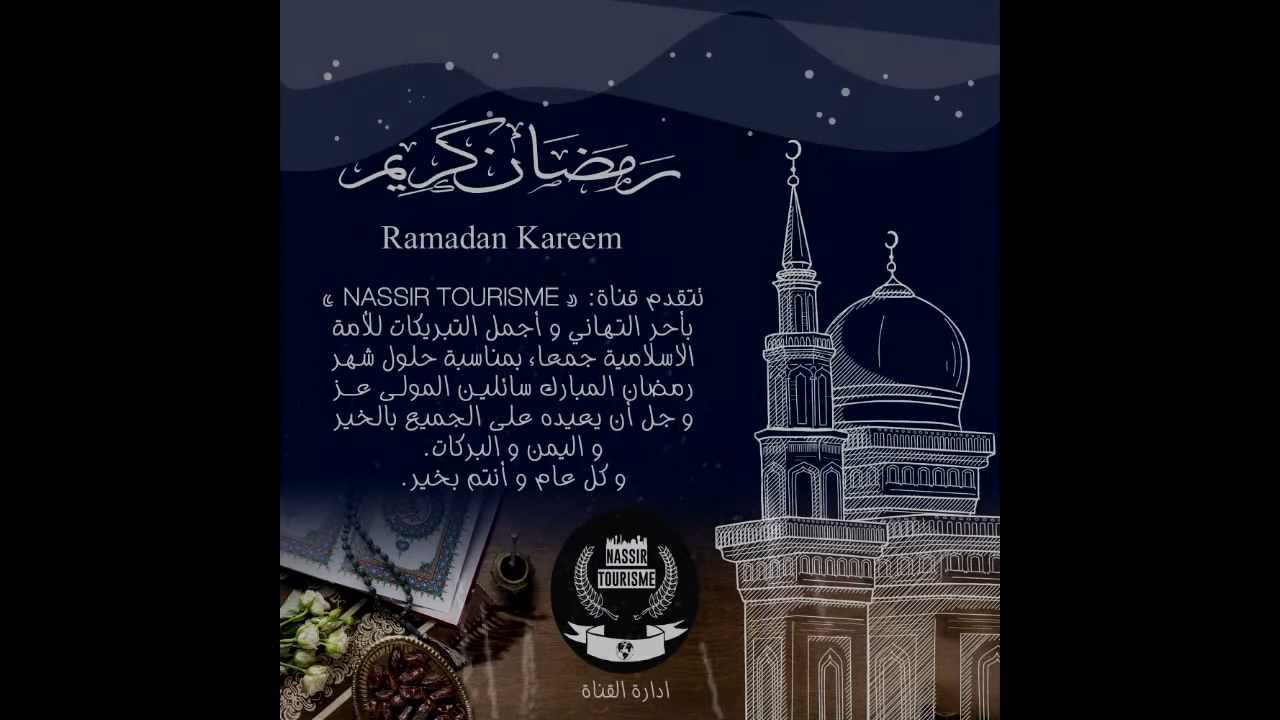 رمضان كريم
Ramadan Kareem
تتقدم قناة: « NASSIR TOURISME »
بأحر التهاني و أجمل التبريكات للأمة
الاسلامية جمعاء، بمناسبة حلول شهر
رمضان المبارك سائلين المولى عز
و جل أن يعيده على الجميع بالخير
و اليمن و البركات.
و كل عام و أنتم بخير.
NASSIR
TOURISME
ادارة القناة